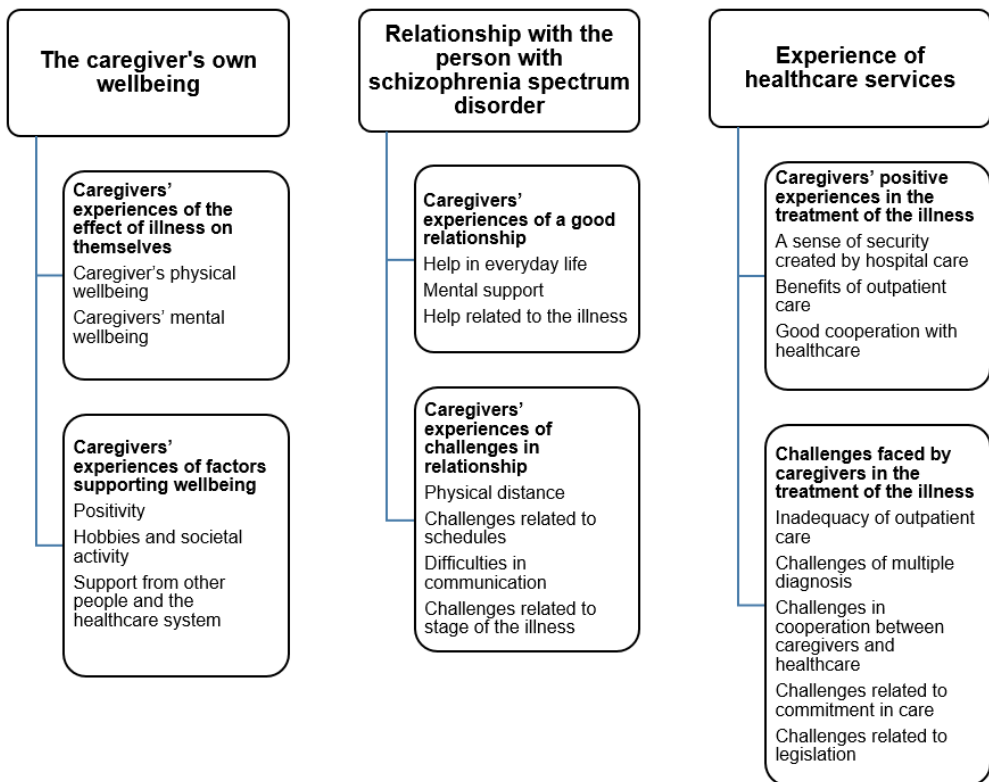 The caregiver's own
wellbeing
Caregivers’
experiences of the
effect of illness on
themselves
Caregiver’s physical
wellbeing
Caregivers’ mental
wellbeing
Caregivers’
experiences of factors
supporting wellbeing
Positivity
Hobbies and societal
activity
Support from other
people and the
healthcare system
Relationship with the
person with
schizophrenia spectrum
disorder
Caregivers’
experiences of a good
relationship
Help in everyday life
Mental support
Help related to the illness
Caregivers’
experiences of
challenges in
relationship
Physical distance
Challenges related to
schedules
Difficulties in
communication
Challenges related to
stage of the illness
Experience of
healthcare services
Caregivers’ positive
experiences in the
treatment of the illness
A sense of security
created by hospital care
Benefits of outpatient
care
Good cooperation with
healthcare
Challenges faced by
caregivers in the
treatment of the illness
Inadequacy of outpatient
care
Challenges of multiple
diagnosis
Challenges in
cooperation between
caregivers and
healthcare
Challenges related to
commitment in care
Challenges related to
legislation